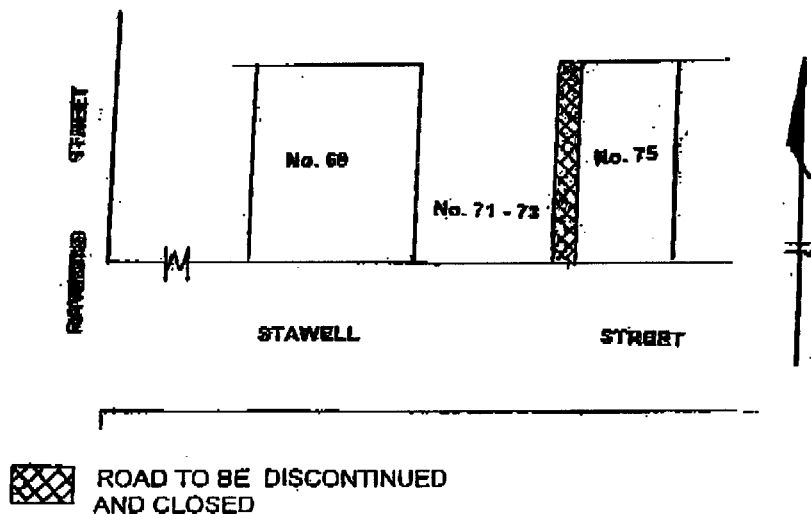 STREET
No. 69
No. 75
No. 71 - 73
STAWELL STREET
ROAD TO BE DISCONTINUED
AND CLOSED